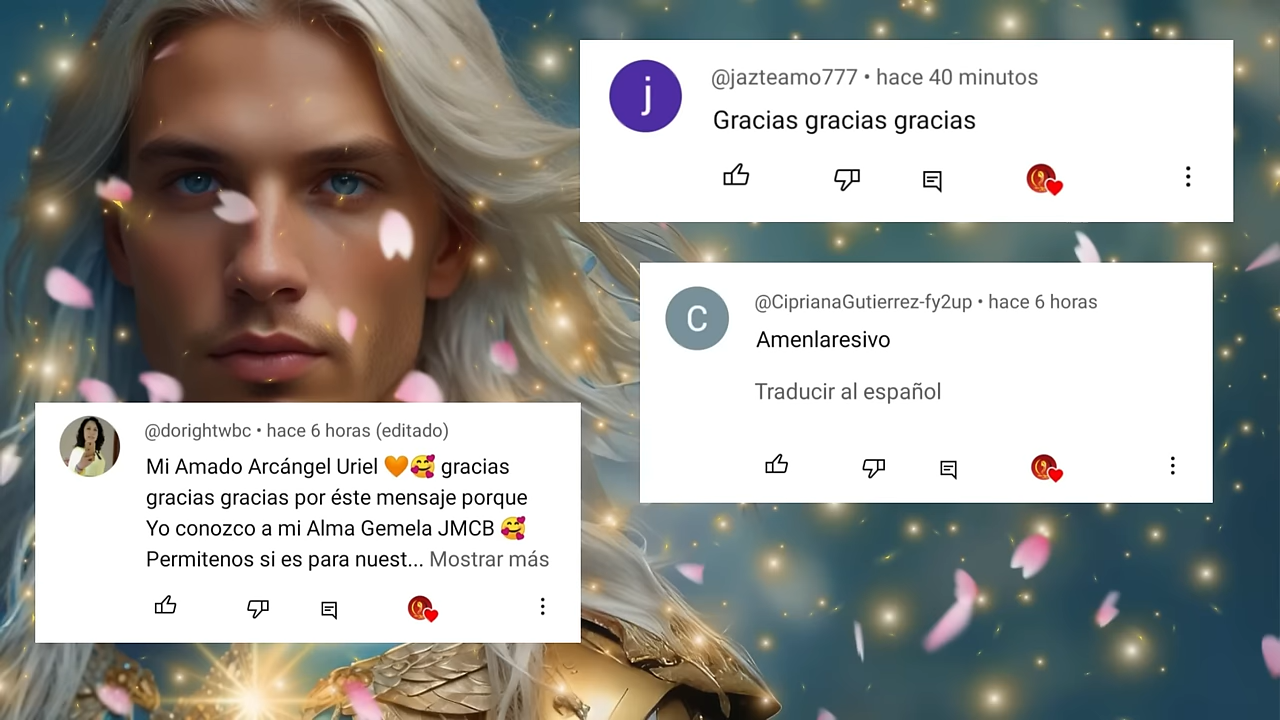 j
@jazteamo777 • hace 40 minutos
Gracias gracias gracias
C
@CiprianaGutierrez-fy2up • hace 6 horas
Amenlaresivo
Traducir al español
@dorightwbc • hace 6 horas (editado)
Mi Amado Arcángel Uriel 🧡🥰 gracias
gracias gracias por éste mensaje porque
Yo conozco a mi Alma Gemela JMCB 🥰
Permitenos si es para nuest... Mostrar más